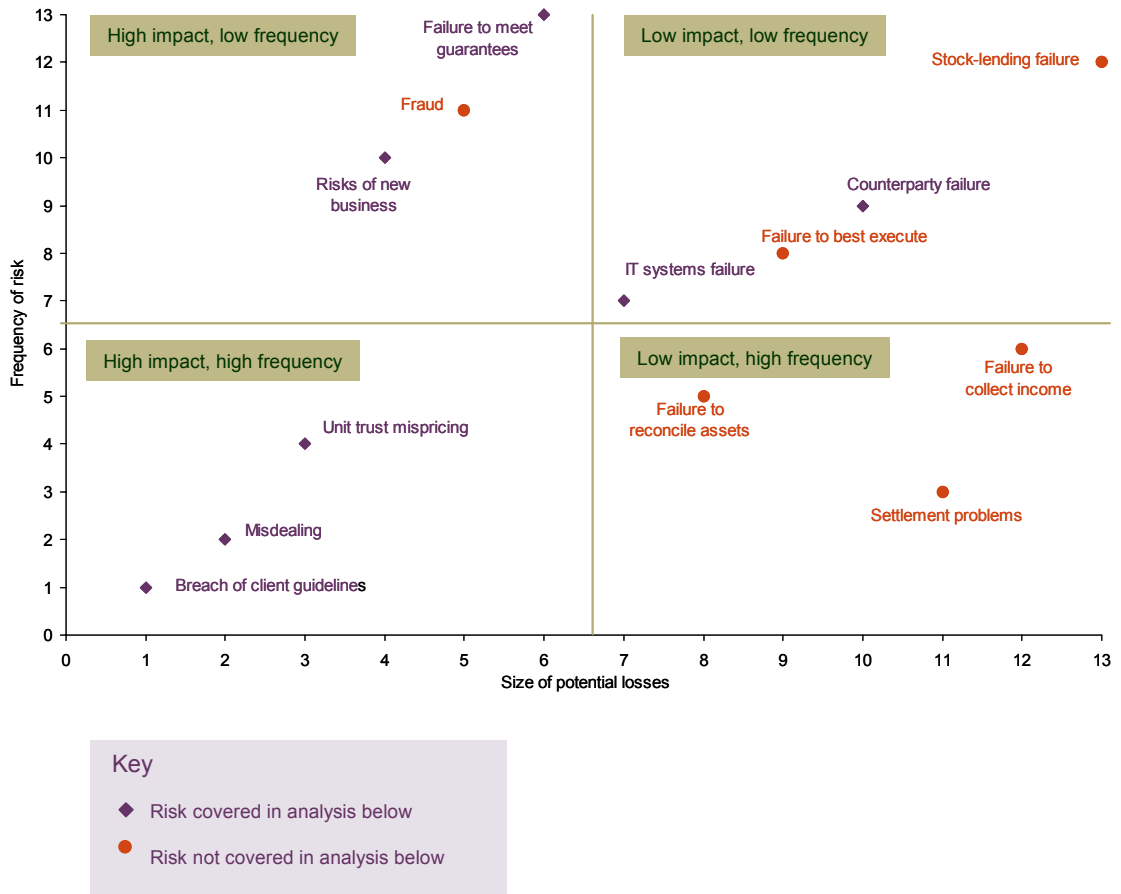 13
12
11
10
9
8
7
6
5
4
3
2
1
0
Frequency of risk
High impact, low frequency
Failure to meet
guarantees
Fraud
Risks of new
business
Low impact, low frequency
Stock-lending failure
Counterparty failure
Failure to best execute
IT systems failure
High impact, high frequency
Unit trust mispricing
Misdealing
Breach of client guidelines
Low impact, high frequency
Failure to
collect income
Failure to
reconcile assets
Settlement problems
0 1 2 3 4 5 6 7 8 9 10 11 12 13
Size of potential losses
Key
Risk covered in analysis below
Risk not covered in analysis below